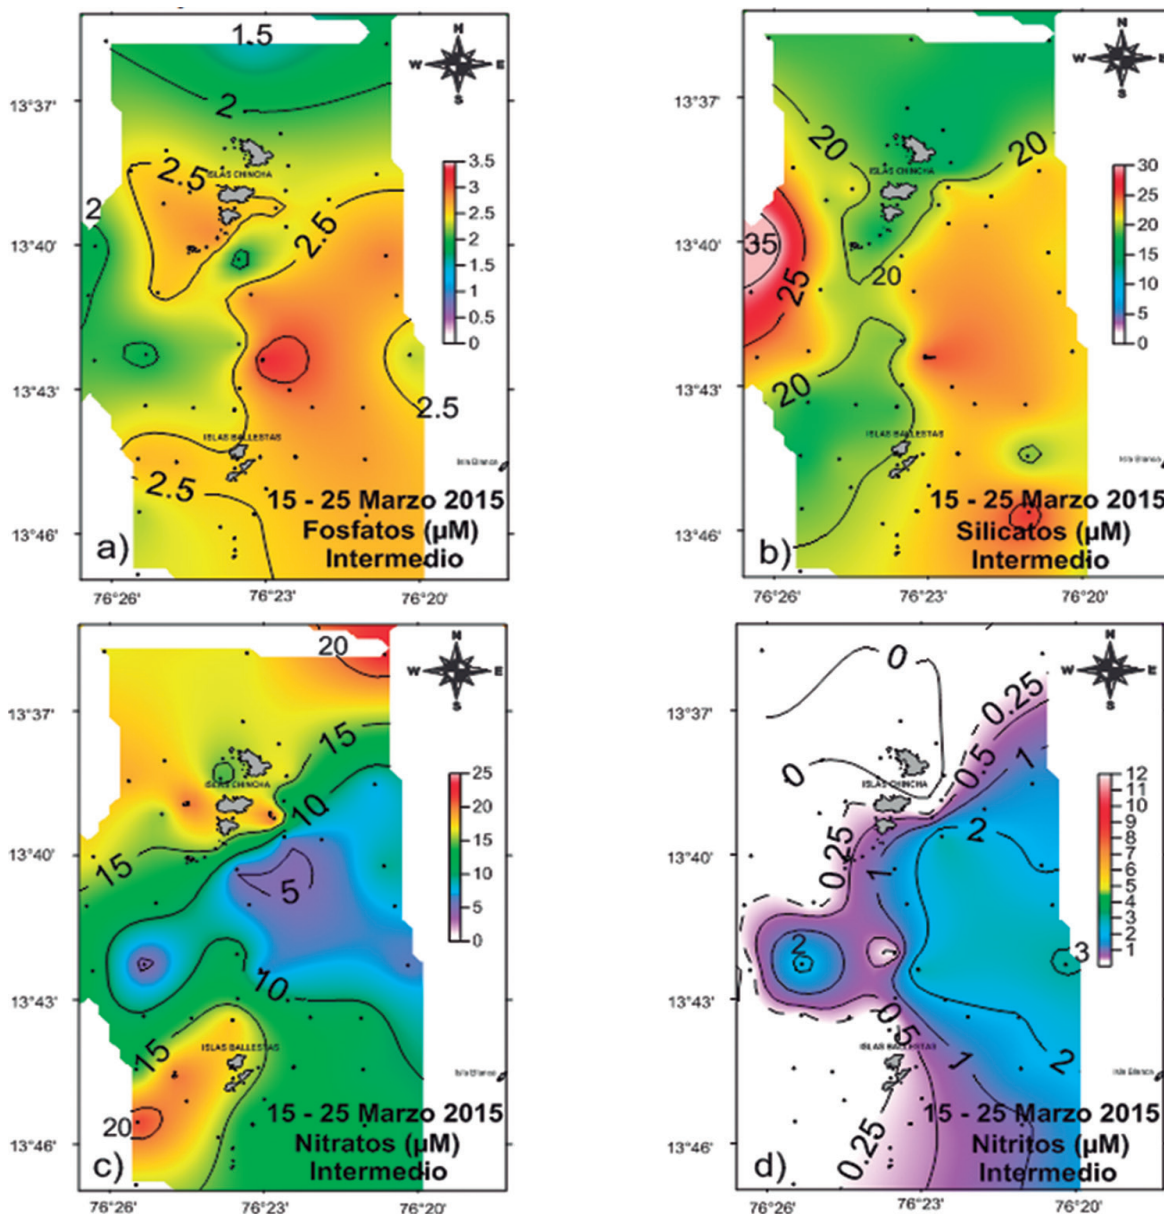 1.5
N
W E
S
13°37'
2
2.5
ISLAS CHINCHA
3.5
3
2.5
2
1.5
1
0.5
0
2
13°40'
2.5
13°43'
2.5
ISLAS BALLESTAS
Isla Blanca
2.5
15 - 25 Marzo 2015
Fosfatos (µM)
Intermedio
13°46'
a)
76°26' 76°23' 76°20'
N
W E
S
13°37'
20
20
ISLAS CHINCHA
30
25
20
15
10
5
0
13°40'
35
25
20
13°43'
20
ISLAS BALLESTAS
Isla Blanca
15 - 25 Marzo 2015
Silicatos (µM)
Intermedio
13°46'
b)
76°26' 76°23' 76°20'
20
N
W E
S
13°37'
15
ISLAS CHINCHA
10
25
20
15
10
5
0
13°40'
15
5
10
13°43'
15
ISLAS BALLESTAS
Isla Blanca
20
15 - 25 Marzo 2015
Nitratos (µM)
Intermedio
13°46'
c)
76°26' 76°23' 76°20'
0
N
W E
S
13°37'
0.25
0
0.5
1
ISLAS CHINCHA
12
11
10
9
8
7
6
5
4
3
2
1
13°40'
0.25
1
2
2
3
13°43'
0.5
ISLAS BALLESTAS
1
2
Isla Blanca
0.25
15 - 25 Marzo 2015
Nitritos (µM)
Intermedio
13°46'
d)
76°26' 76°23' 76°20'